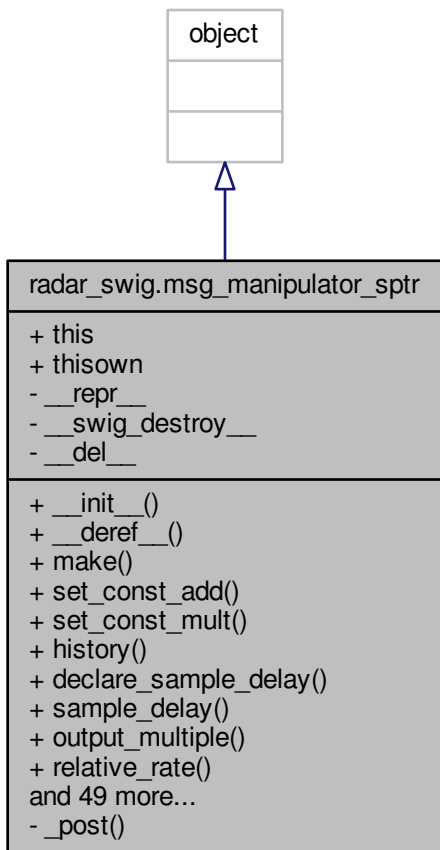 object
radar_swig.msg_manipulator_sptr
+ this
+ thisown
- __repr__
- __swig_destroy__
- __del__
+ __init__()
+ __deref__()
+ make()
+ set_const_add()
+ set_const_mult()
+ history()
+ declare_sample_delay()
+ sample_delay()
+ output_multiple()
+ relative_rate()
and 49 more...
- _post()